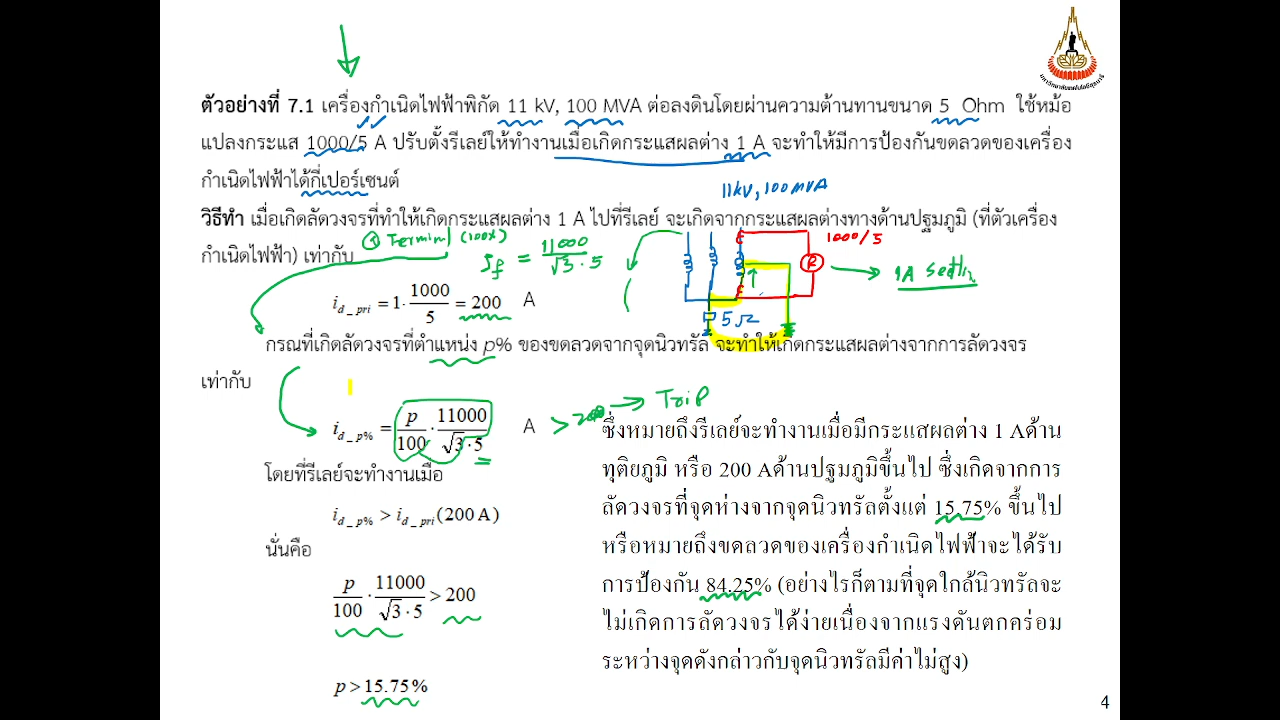 มหาวิทยาลัยเทคโนโลยีสุรนารี
ตัวอย่างที่ 7.1 เครื่องกำเนิดไฟฟ้าพิกัด 11 kV, 100 MVA ต่อลงดินโดยผ่านความต้านทานขนาด 5 Ohm ใช้หม้อ
แปลงกระแส 1000/5 A ปรับตั้งรีเลย์ให้ทำงานเมื่อเกิดกระแสผลต่าง 1 A จะทำให้มีการป้องกันขดลวดของเครื่อง
กำเนิดไฟฟ้าได้กี่เปอร์เซนต์
11kV, 100MVA
วิธีทำ เมื่อเกิดลัดวงจรที่ทำให้เกิดกระแสผลต่าง 1 A ไปที่รีเลย์ จะเกิดจากกระแสผลต่างทางด้านปฐมภูมิ (ที่ตัวเครื่อง
กำเนิดไฟฟ้า) เท่ากับ
= 11000 / √3 · 5
1000/5
R
5 Ω
i_d_pri = 1 · 1000/5 = 200 A
กรณที่เกิดลัดวงจรที่ตำแหน่ง p% ของขดลวดจากจุดนิวทรัล จะทำให้เกิดกระแสผลต่างจากการลัดวงจร
เท่ากับ
i_d_p% = p/100 · 11000/√3 · 5 A
→ Trip
โดยที่รีเลย์จะทำงานเมื่อ
i_d_p% > i_d_pri (200 A)
นั่นคือ
p/100 · 11000/√3 · 5 > 200
p > 15.75%
ซึ่งหมายถึงรีเลย์จะทำงานเมื่อมีกระแสผลต่าง 1 Aด้าน
ทุติยภูมิ หรือ 200 Aด้านปฐมภูมิขึ้นไป ซึ่งเกิดจากการ
ลัดวงจรที่จุดห่างจากจุดนิวทรัลตั้งแต่ 15.75% ขึ้นไป
หรือหมายถึงขดลวดของเครื่องกำเนิดไฟฟ้าจะได้รับ
การป้องกัน 84.25% (อย่างไรก็ตามที่จุดใกล้นิวทรัลจะ
ไม่เกิดการลัดวงจรได้ง่ายเนื่องจากแรงดันตกคร่อม
ระหว่างจุดดังกล่าวกับจุดนิวทรัลมีค่าไม่สูง)
4